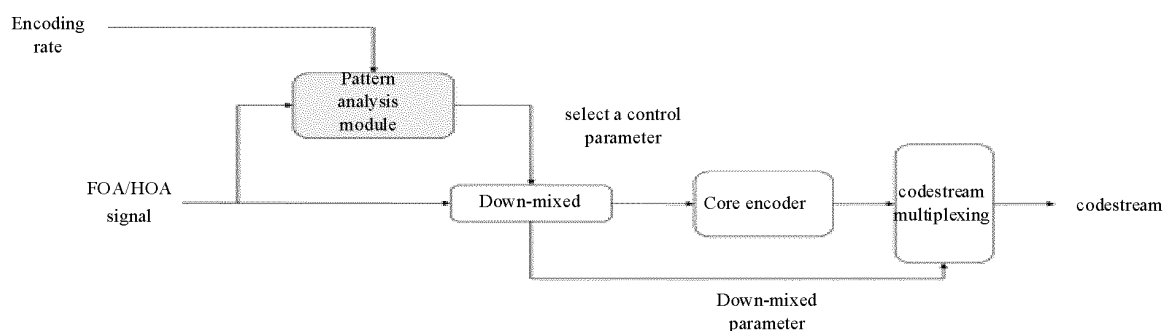 Encoding
rate
Pattern
analysis
module
select a control
parameter
FOA/HOA
signal
Down-mixed
Core encoder
codestream
multiplexing
codestream
Down-mixed
parameter